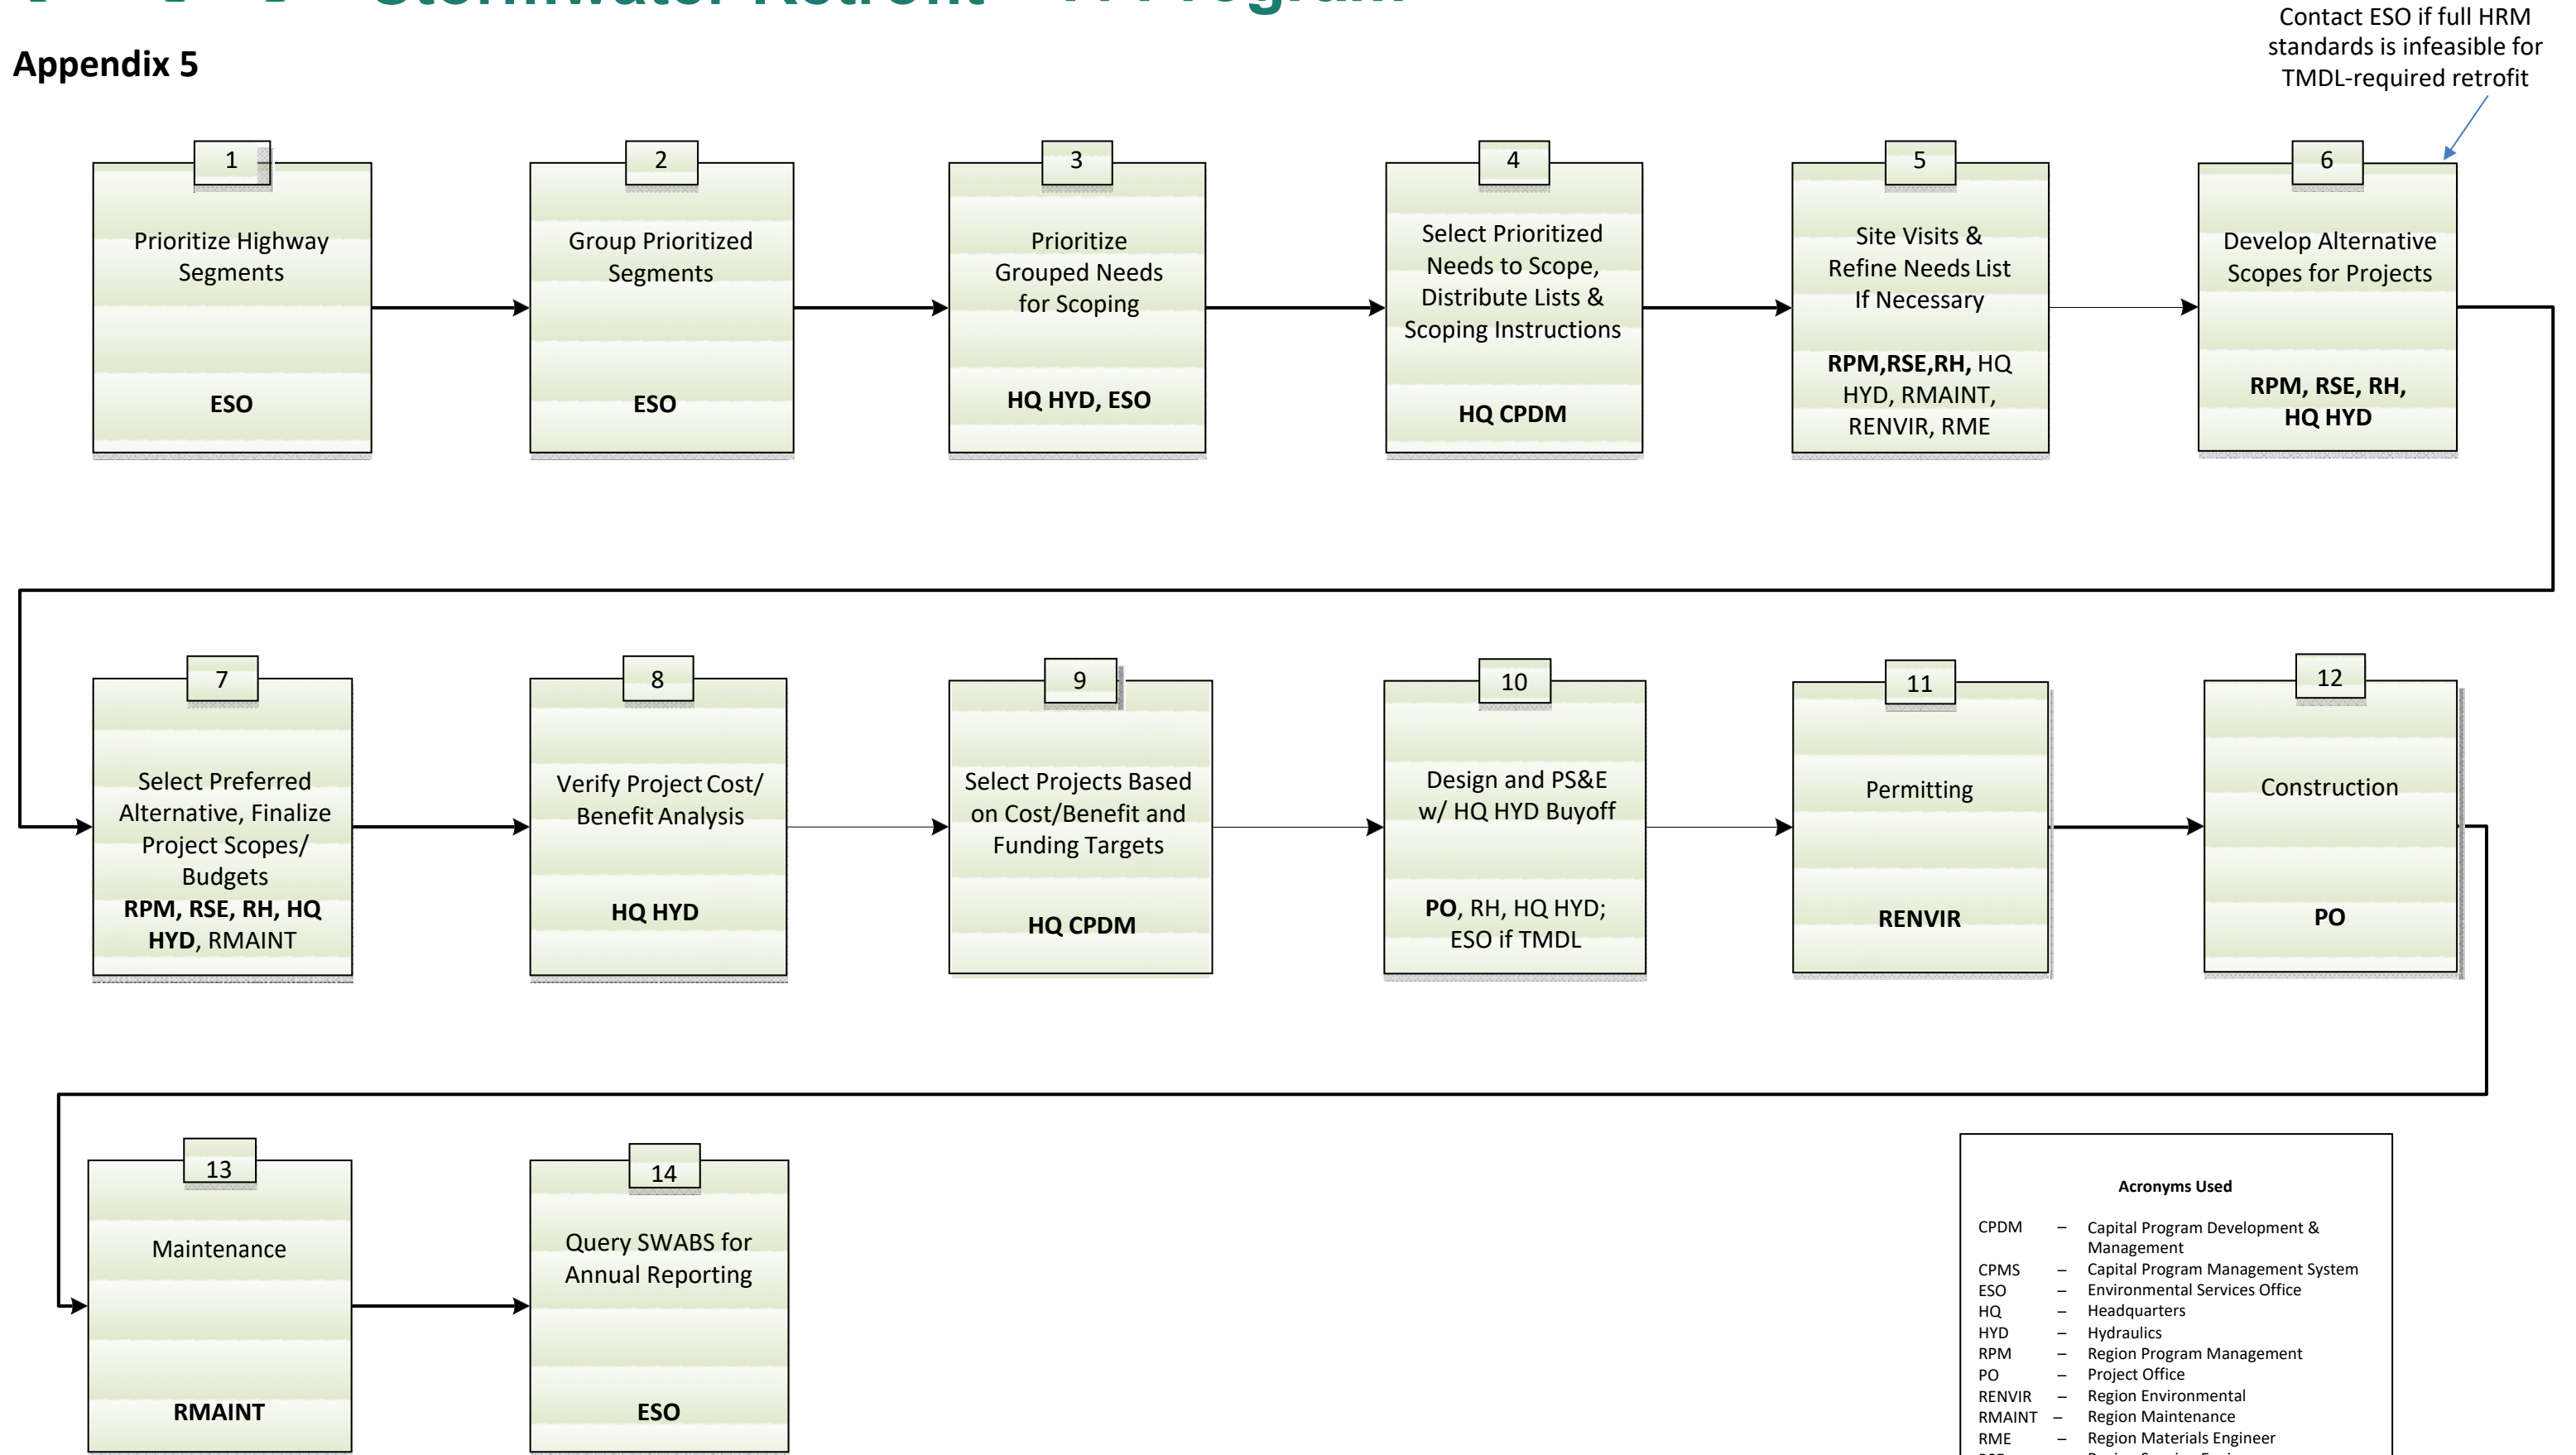 Stormwater Retrofit
Program
Appendix 5
Contact ESO if full HRM
standards is infeasible for
TMDL-required retrofit
1
Prioritize Highway
Segments
ESO
2
Group Prioritized
Segments
ESO
3
Prioritize
Grouped Needs
for Scoping
HQ HYD, ESO
4
Select Prioritized
Needs to Scope,
Distribute Lists &
Scoping Instructions
HQ CPDM
5
Site Visits &
Refine Needs List
If Necessary
RPM,RSE,RH, HQ
HYD, RMAINT,
RENVIR, RME
6
Develop Alternative
Scopes for Projects
RPM, RSE, RH,
HQ HYD
7
Select Preferred
Alternative, Finalize
Project Scopes/
Budgets
RPM, RSE, RH, HQ
HYD, RMAINT
8
Verify Project Cost/
Benefit Analysis
HQ HYD
9
Select Projects Based
on Cost/Benefit and
Funding Targets
HQ CPDM
10
Design and PS&E
w/ HQ HYD Buyoff
PO, RH, HQ HYD;
ESO if TMDL
11
Permitting
RENVIR
12
Construction
PO
13
Maintenance
RMAINT
14
Query SWABS for
Annual Reporting
ESO
Acronyms Used
CPDM – Capital Program Development &
Management
CPMS – Capital Program Management System
ESO – Environmental Services Office
HQ – Headquarters
HYD – Hydraulics
RPM – Region Program Management
PO – Project Office
RENVIR – Region Environmental
RMAINT – Region Maintenance
RME – Region Materials Engineer